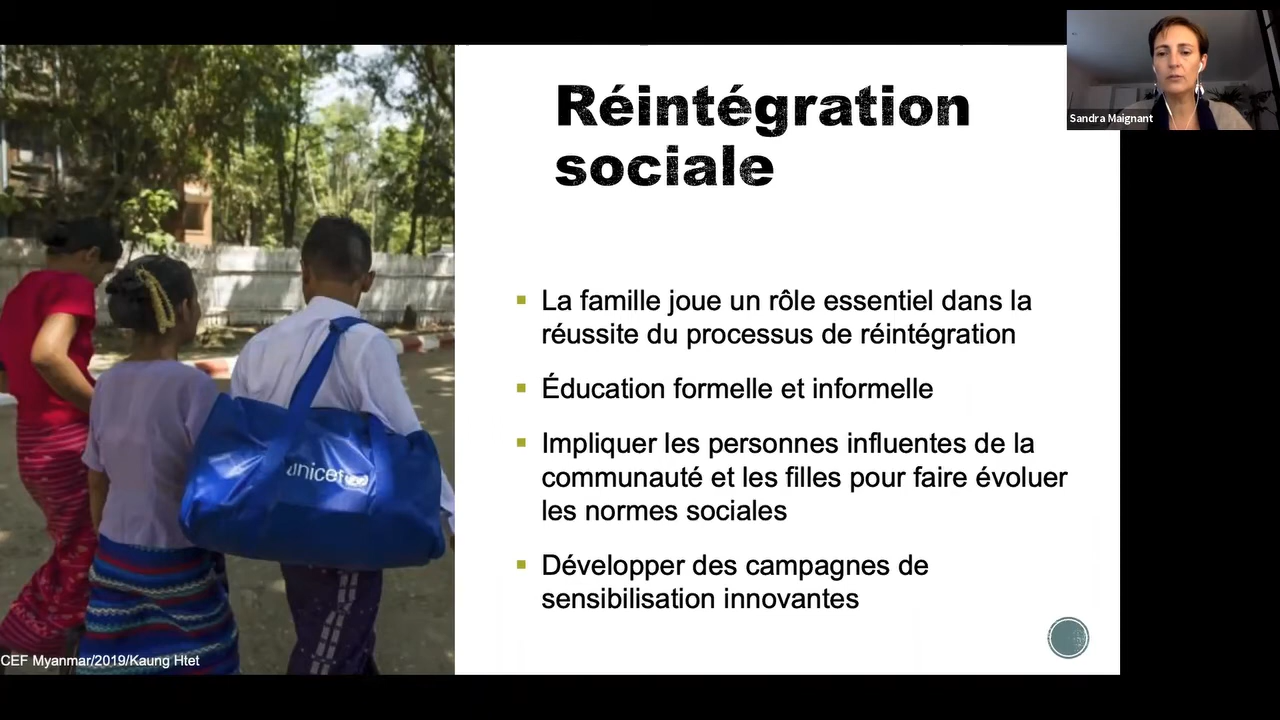 Sandra Maignant
Réintégration
sociale
La famille joue un rôle essentiel dans la
réussite du processus de réintégration
Éducation formelle et informelle
Impliquer les personnes influentes de la
communauté et les filles pour faire évoluer
les normes sociales
Développer des campagnes de
sensibilisation innovantes
unicef
CEF Myanmar/2019/Kaung Htet